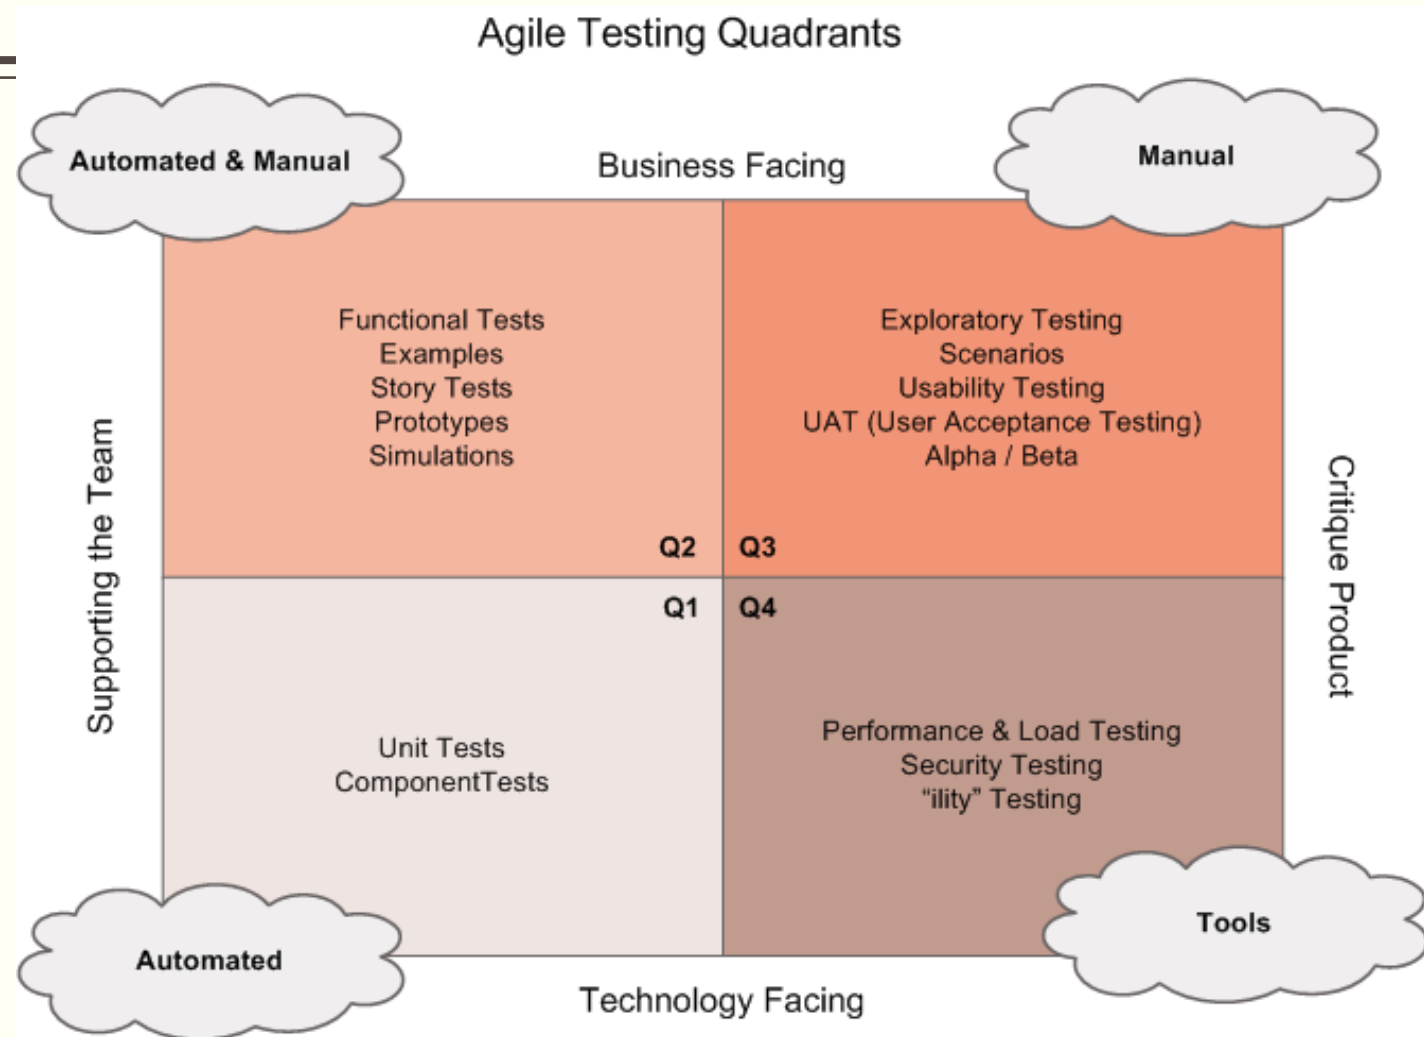 Agile Testing Quadrants
Automated & Manual
Business Facing
Manual
Functional Tests
Examples
Story Tests
Prototypes
Simulations
Q2
Exploratory Testing
Scenarios
Usability Testing
UAT (User Acceptance Testing)
Alpha / Beta
Q3
Supporting the Team
Critique Product
Q1
Unit Tests
ComponentTests
Q4
Performance & Load Testing
Security Testing
“ility” Testing
Automated
Technology Facing
Tools